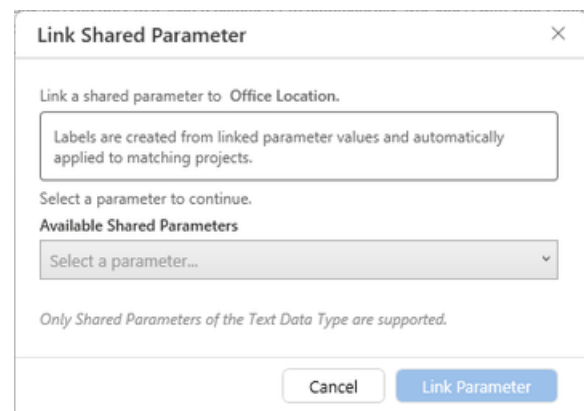 Link Shared Parameter
Link a shared parameter to Office Location.
Labels are created from linked parameter values and automatically
applied to matching projects.
Select a parameter to continue.
Available Shared Parameters
Select a parameter...
Only Shared Parameters of the Text Data Type are supported.
Cancel
Link Parameter